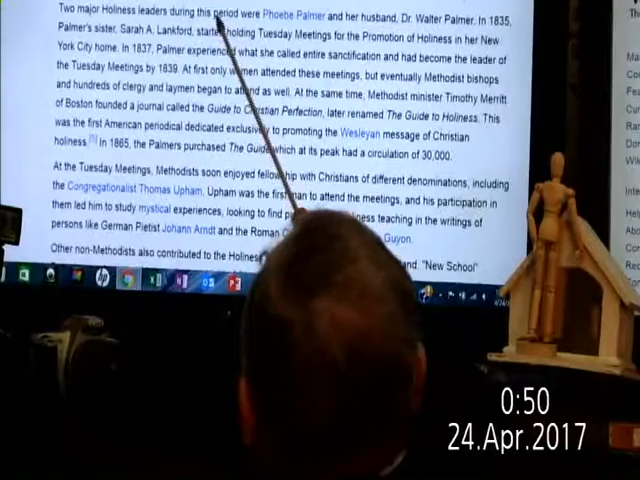 Two major Holiness leaders during this period were Phoebe Palmer and her husband, Dr. Walter Palmer. In 1835,
Palmer's sister, Sarah A. Lankford, holding Tuesday Meetings for the Promotion of Holiness in her New
York City home. In 1837, Palmer experienced what she called entire sanctification and had become the leader of
the Tuesday Meetings by 1839. At first only women attended these meetings, but eventually Methodist bishops
and hundreds of clergy and laymen began to attend as well. At the same time, Methodist minister Timothy Merritt
of Boston founded a journal called the Guide to Christian Perfection, later renamed The Guide to Holiness. This
was the first American periodical dedicated exclusively to promoting the Wesleyan message of Christian
holiness.[5] In 1865, the Palmers purchased The Guide which at its peak had a circulation of 30,000.
At the Tuesday Meetings, Methodists soon enjoyed fellowship with Christians of different denominations, including
the Congregationalist Thomas Upham. Upham was the first man to attend the meetings, and his participation in
them led him to study mystical experiences, looking to find teaching in the writings of
persons like German Pietist Johann Arndt and the Roman Guyon.
Other non-Methodists also contributed to the Holiness "New School"
0:50
24.Apr.2017